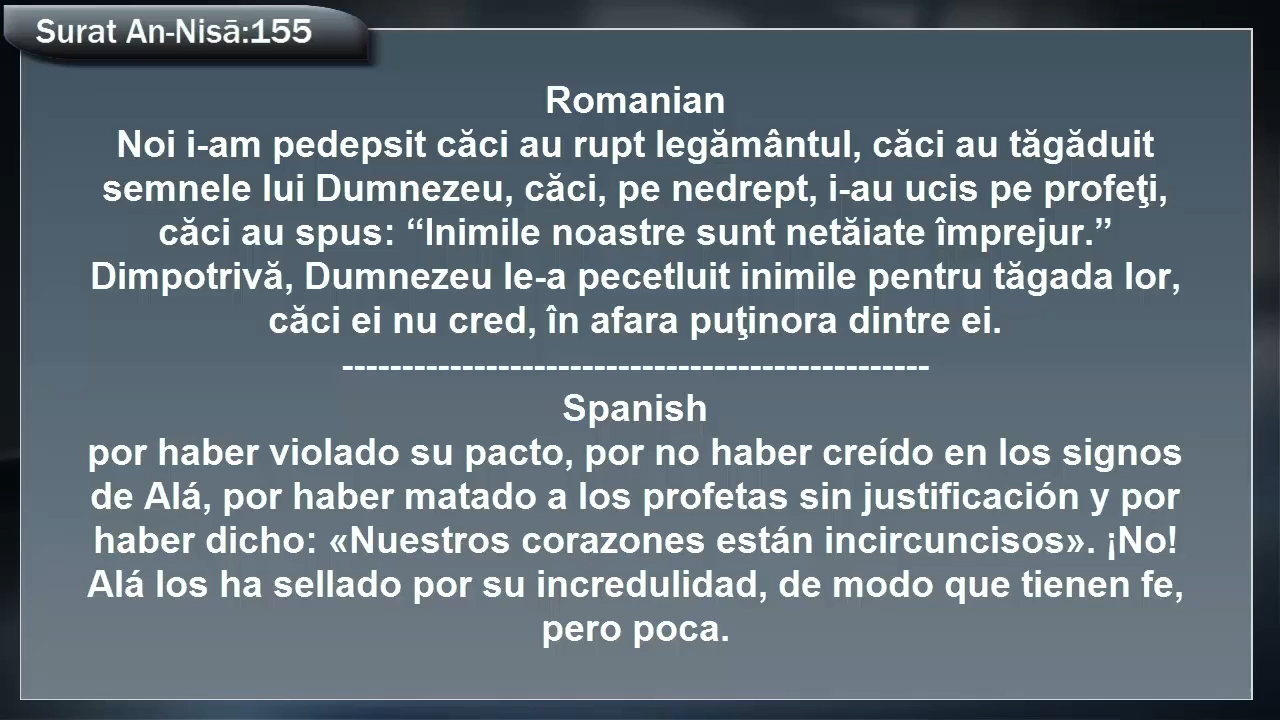 Surat An-Nisā:155
Romanian
Noi i-am pedepsit căci au rupt legământul, căci au tăgăduit
semnele lui Dumnezeu, căci, pe nedrept, i-au ucis pe profeţi,
căci au spus: “Inimile noastre sunt netăiate împrejur.”
Dimpotrivă, Dumnezeu le-a pecetluit inimile pentru tăgada lor,
căci ei nu cred, în afara puţinora dintre ei.
-------------------------------------------------
Spanish
por haber violado su pacto, por no haber creído en los signos
de Alá, por haber matado a los profetas sin justificación y por
haber dicho: «Nuestros corazones están incircuncisos». ¡No!
Alá los ha sellado por su incredulidad, de modo que tienen fe,
pero poca.